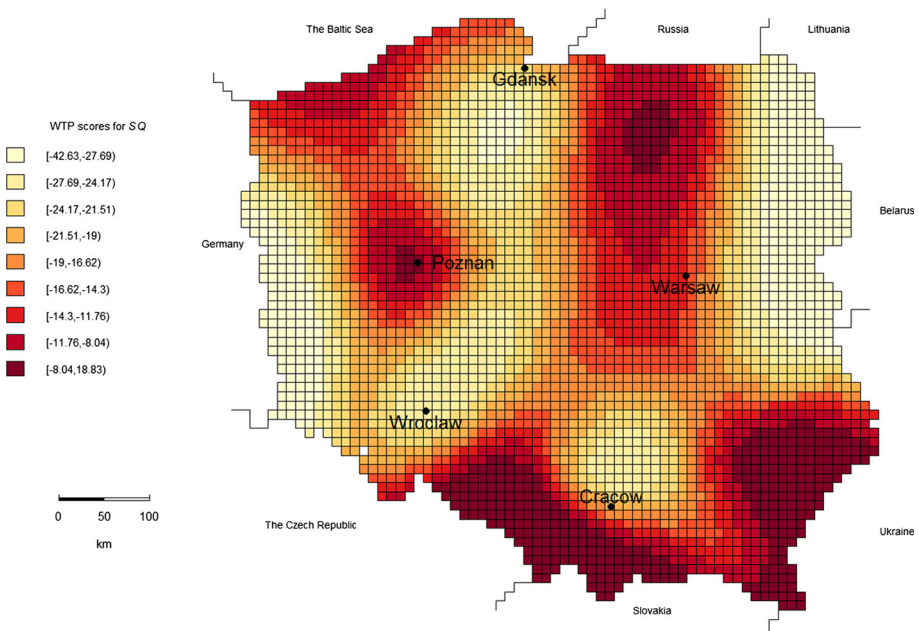 The Baltic Sea
Russia
Lithuania
Gdansk
WTP scores for SQ
[-42.63,-27.69)
[-27.69,-24.17)
[-24.17,-21.51)
[-21.51,-19)
[-19,-16.62)
[-16.62,-14.3)
[-14.3,-11.76)
[-11.76,-8.04)
[-8.04,18.83)
Belarus
Germany
Poznan
Warsaw
Wroclaw
Cracow
0 50 100
km
The Czech Republic
Ukraine
Slovakia